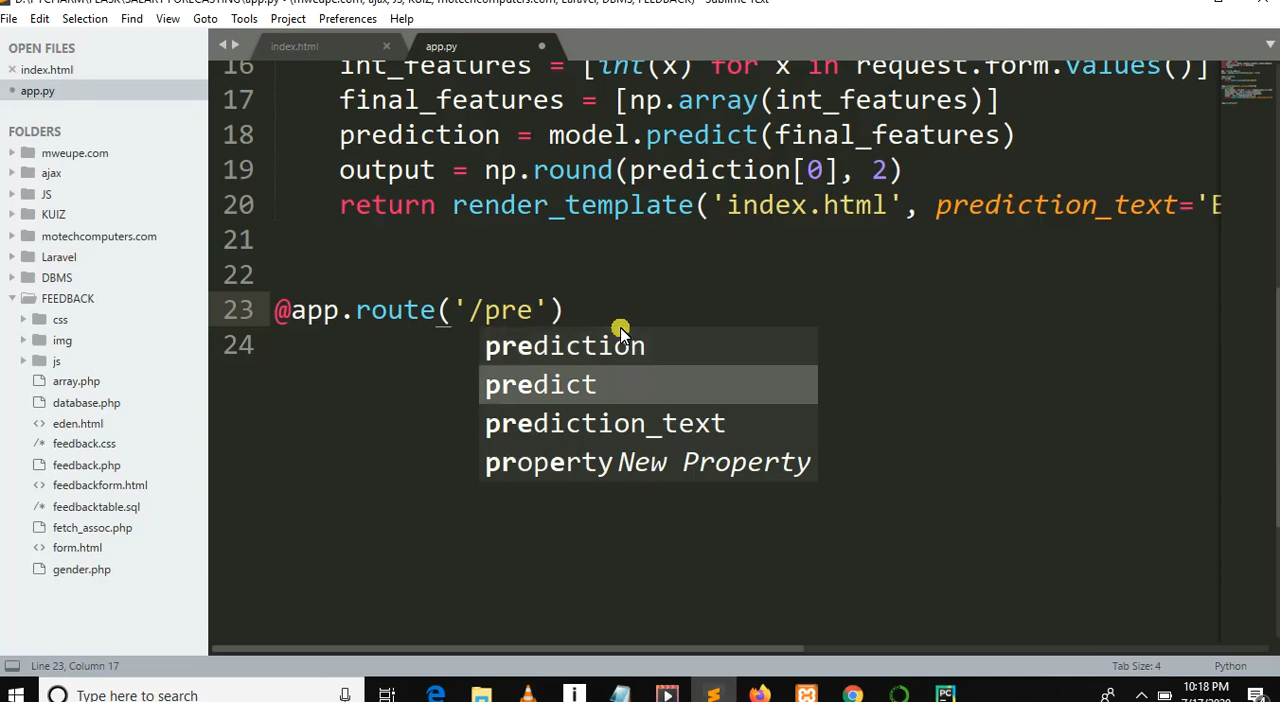 File Edit Selection Find View Goto Tools Project Preferences Help
OPEN FILES
index.html
app.py
FOLDERS
mweupe.com
ajax
JS
KUIZ
motechcomputers.com
Laravel
DBMS
FEEDBACK
css
img
js
array.php
database.php
eden.html
feedback.css
feedback.php
feedbackform.html
feedbacktable.sql
fetch_assoc.php
form.html
gender.php
index.html app.py
16 int_features = [int(x) for x in request.form.values()]
17 final_features = [np.array(int_features)]
18 prediction = model.predict(final_features)
19 output = np.round(prediction[0], 2)
20 return render_template('index.html', prediction_text='E
21
22
23 @app.route('/pre')
24
prediction
predict
prediction_text
property New Property
Line 23, Column 17 Tab Size: 4 Python
Type here to search
10:18 PM